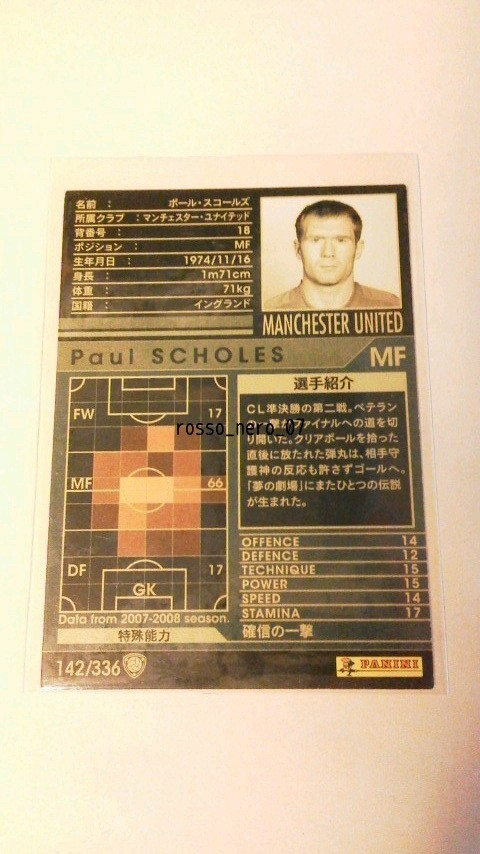 名前 : ポール・スコールズ
所属クラブ : マンチェスター・ユナイテッド
背番号 : 18
ポジション : MF
生年月日 : 1974/11/16
身長 : 1m71cm
体重 : 71kg
国籍 : イングランド
MANCHESTER UNITED
Paul SCHOLES MF
FW 17
MF 66
DF 17
GK
Data from 2007-2008 season.
選手紹介
CL準決勝の第二戦。ベテラン
ファイナルへの道を切
り開いた。クリアボールを拾った
直後に放たれた弾丸は、相手守
護神の反応も許さずゴールへ。
「夢の劇場」にまたひとつの伝説
が生まれた。
rosso_nero_07
OFFENCE 14
DEFENCE 12
TECHNIQUE 15
POWER 15
SPEED 14
STAMINA 17
特殊能力 確信の一撃
142/336
PANINI